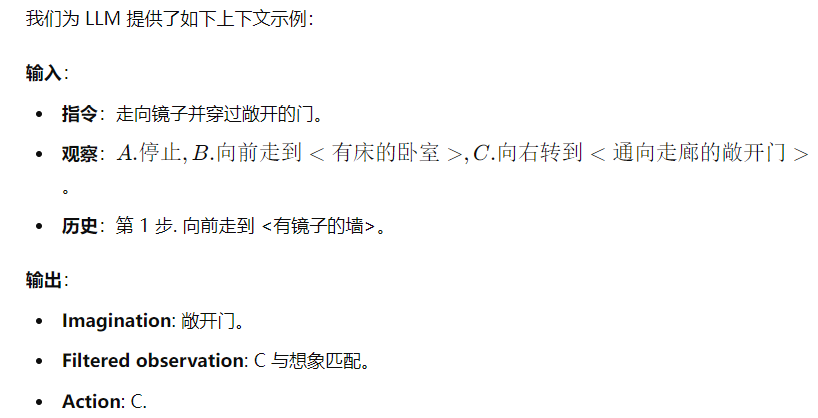 我们为 LLM 提供了如下上下文示例：
输入：
• 指令：走向镜子并穿过敞开的门。
• 观察：A.停止, B.向前走到 < 有床的卧室 >, C.向右转到 < 通向走廊的敞开门 >
。
• 历史：第 1 步. 向前走到 <有镜子的墙>。
输出：
• Imagination: 敞开门。
• Filtered observation: C 与想象匹配。
• Action: C.